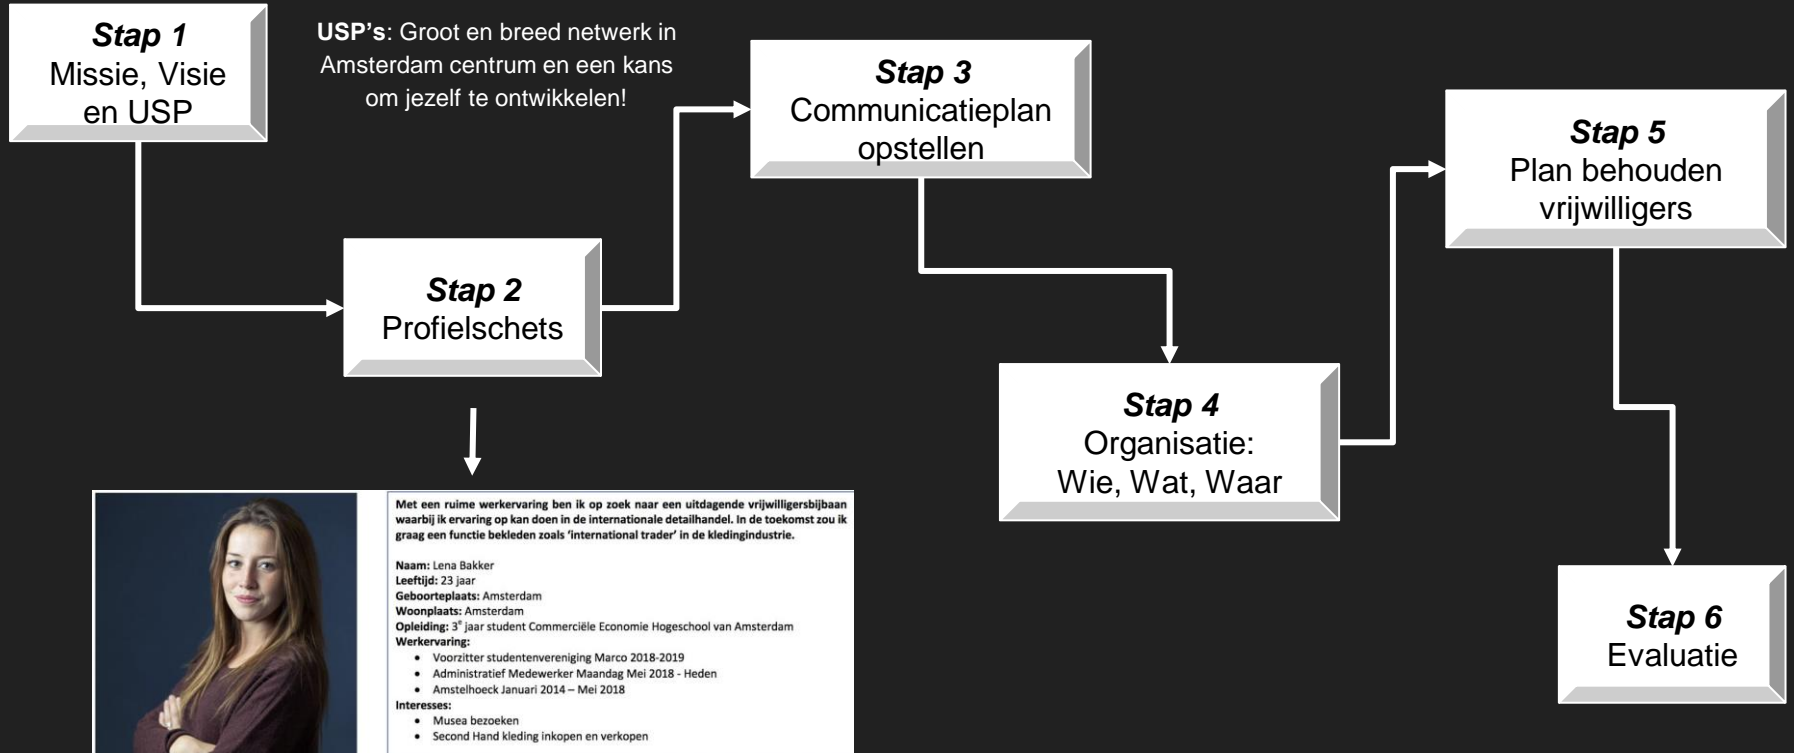 Stap 1
Missie, Visie
en USP
USP's: Groot en breed netwerk in
Amsterdam centrum en een kans
om jezelf te ontwikkelen!
Stap 2
Profielschets
Stap 3
Communicatieplan
opstellen
Stap 4
Organisatie:
Wie, Wat, Waar
Stap 5
Plan behouden
vrijwilligers
Stap 6
Evaluatie
Met een ruime werkervaring ben ik op zoek naar een uitdagende vrijwilligersbijbaan
waarbij ik ervaring op kan doen in de internationale detailhandel. In de toekomst zou ik
graag een functie bekleden zoals 'international trader' in de kledingindustrie.
Naam: Lena Bakker
Leeftijd: 23 jaar
Geboorteplaats: Amsterdam
Woonplaats: Amsterdam
Opleiding: 3e jaar student Commerciële Economie Hogeschool van Amsterdam
Werkervaring:
• Voorzitter studentenvereniging Marco 2018-2019
• Administratief Medewerker Maandag Mei 2018 - Heden
• Amstelhoeck Januari 2014 – Mei 2018
Interesses:
• Musea bezoeken
• Second Hand kleding inkopen en verkopen